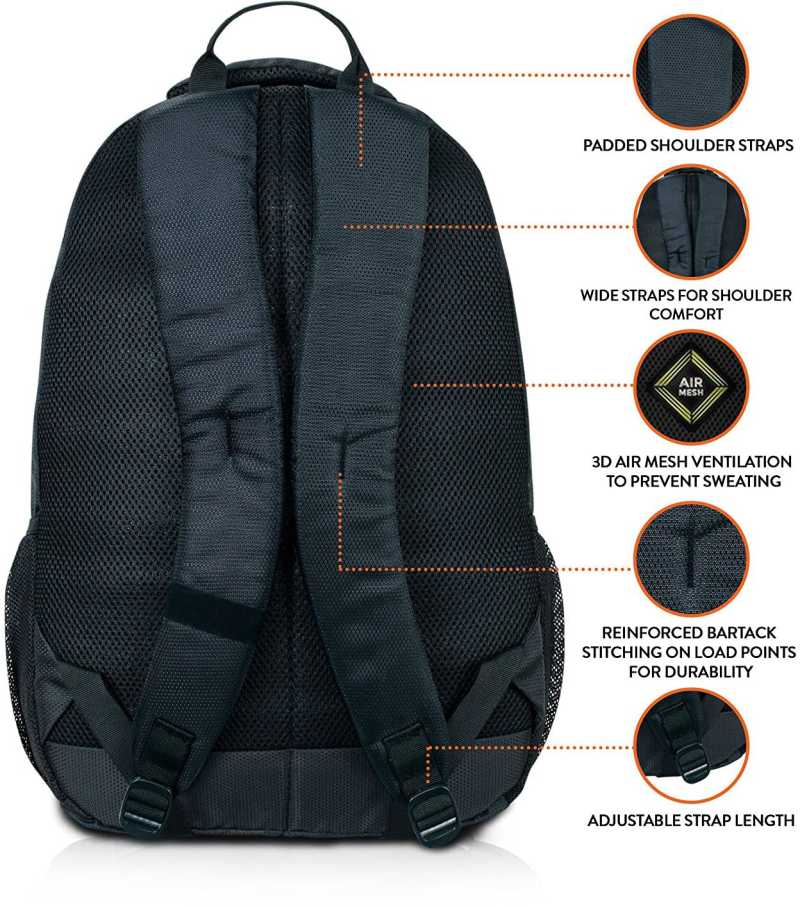 PADDED SHOULDER STRAPS
WIDE STRAPS FOR SHOULDER
COMFORT
AIR
MESH
3D AIR MESH VENTILATION
TO PREVENT SWEATING
REINFORCED BARTACK
STITCHING ON LOAD POINTS
FOR DURABILITY
ADJUSTABLE STRAP LENGTH